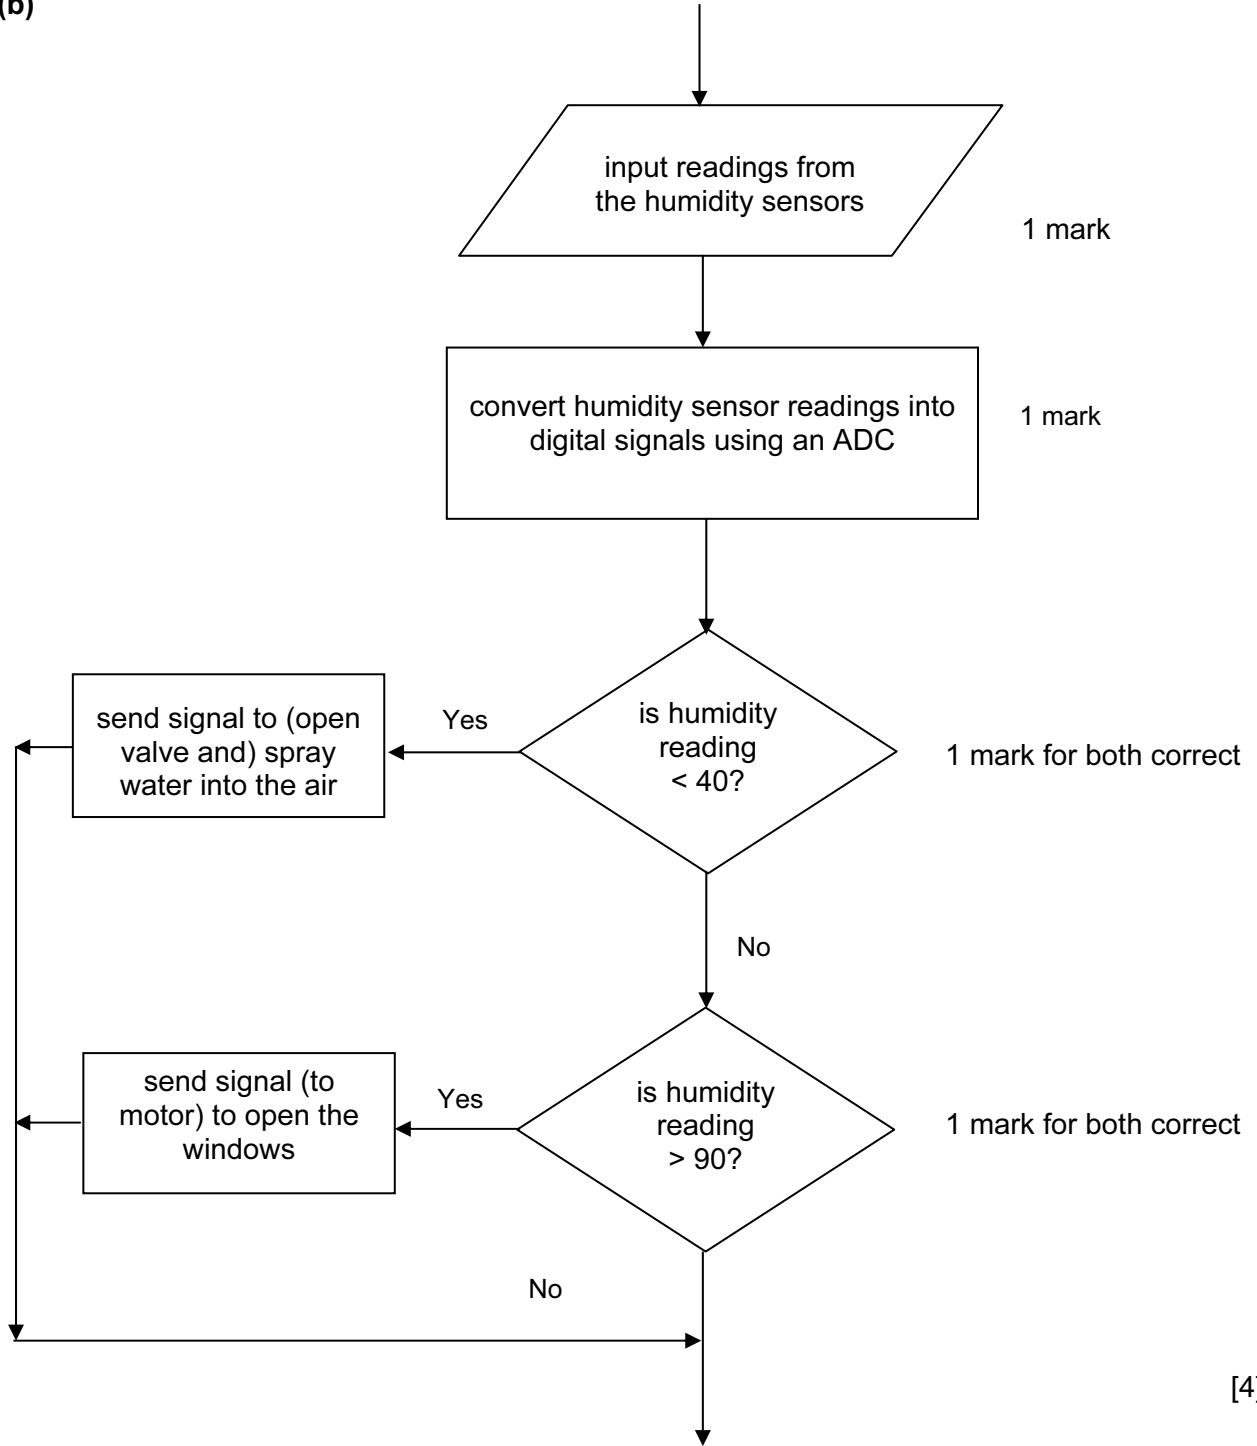 (b)
input readings from
the humidity sensors
1 mark
convert humidity sensor readings into
digital signals using an ADC
1 mark
send signal to (open
valve and) spray
water into the air
Yes
is humidity
reading
< 40?
1 mark for both correct
No
send signal (to
motor) to open the
windows
Yes
is humidity
reading
> 90?
1 mark for both correct
No
[4]